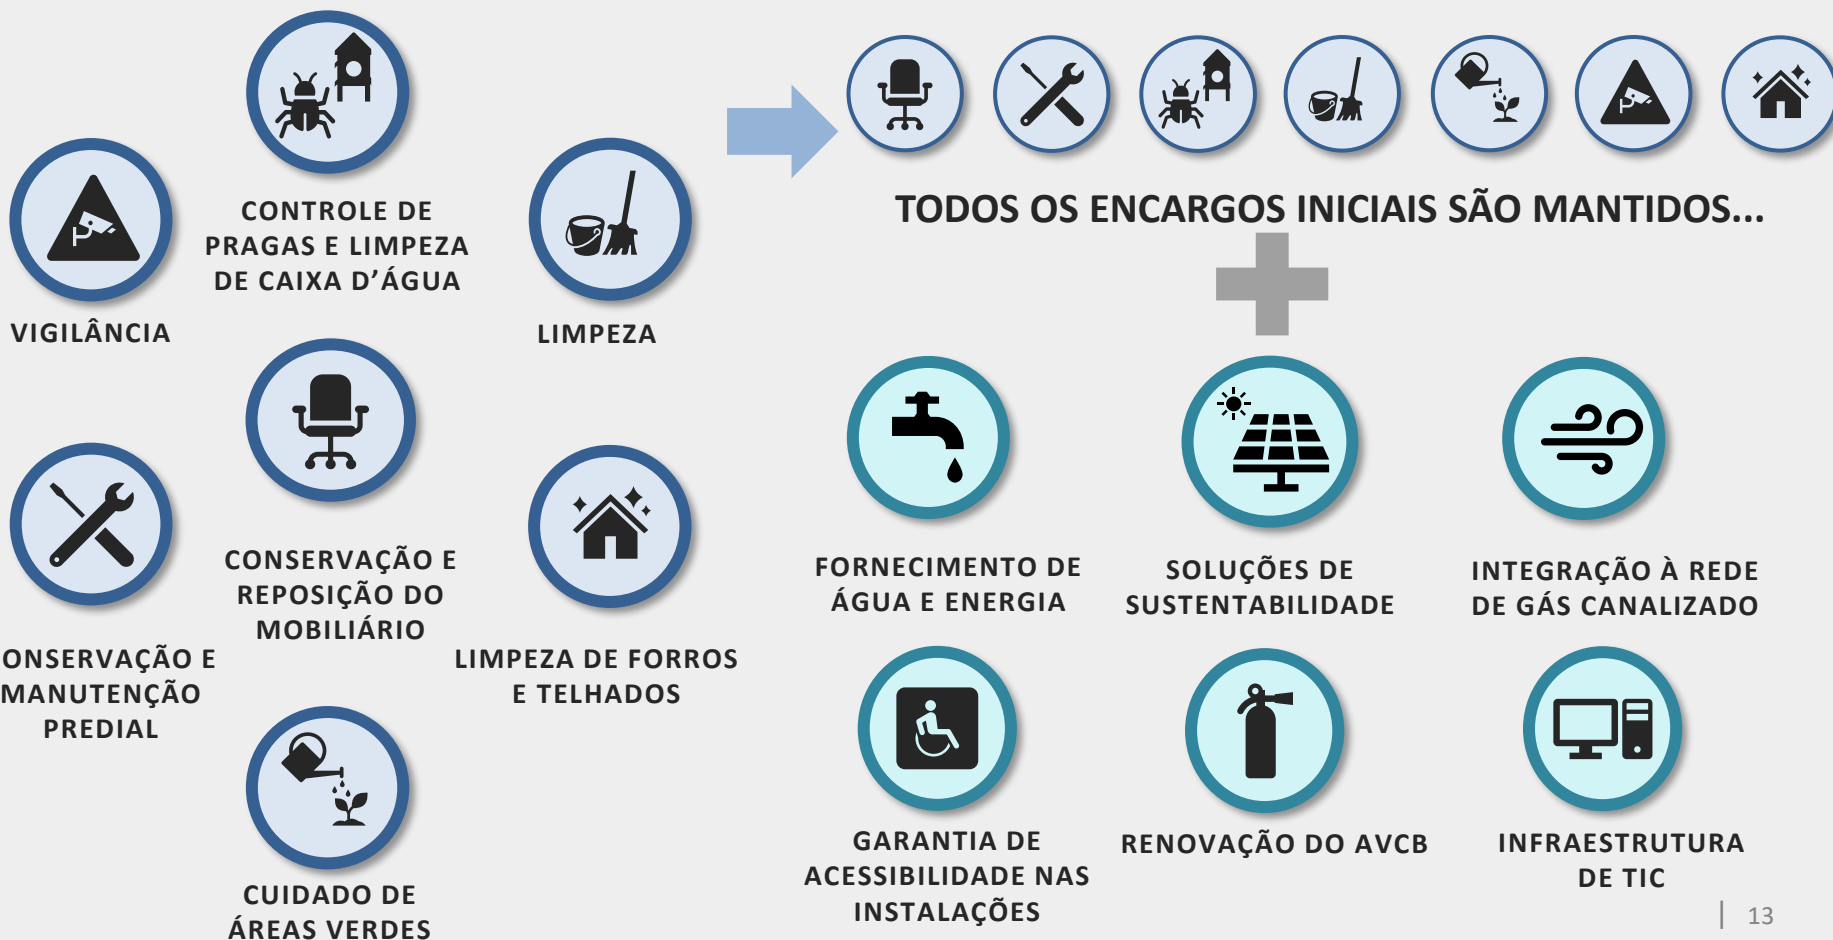 CONTROLE DE
PRAGAS E LIMPEZA
DE CAIXA D’ÁGUA
VIGILÂNCIA
LIMPEZA
CONSERVAÇÃO E
REPOSIÇÃO DO
MOBILIÁRIO
ONSERVAÇÃO E
MANUTENÇÃO
PREDIAL
LIMPEZA DE FORROS
E TELHADOS
CUIDADO DE
ÁREAS VERDES
TODOS OS ENCARGOS INICIAIS SÃO MANTIDOS...
FORNECIMENTO DE
ÁGUA E ENERGIA
SOLUÇÕES DE
SUSTENTABILIDADE
INTEGRAÇÃO À REDE
DE GÁS CANALIZADO
GARANTIA DE
ACESSIBILIDADE NAS
INSTALAÇÕES
RENOVAÇÃO DO AVCB
INFRAESTRUTURA
DE TIC
13